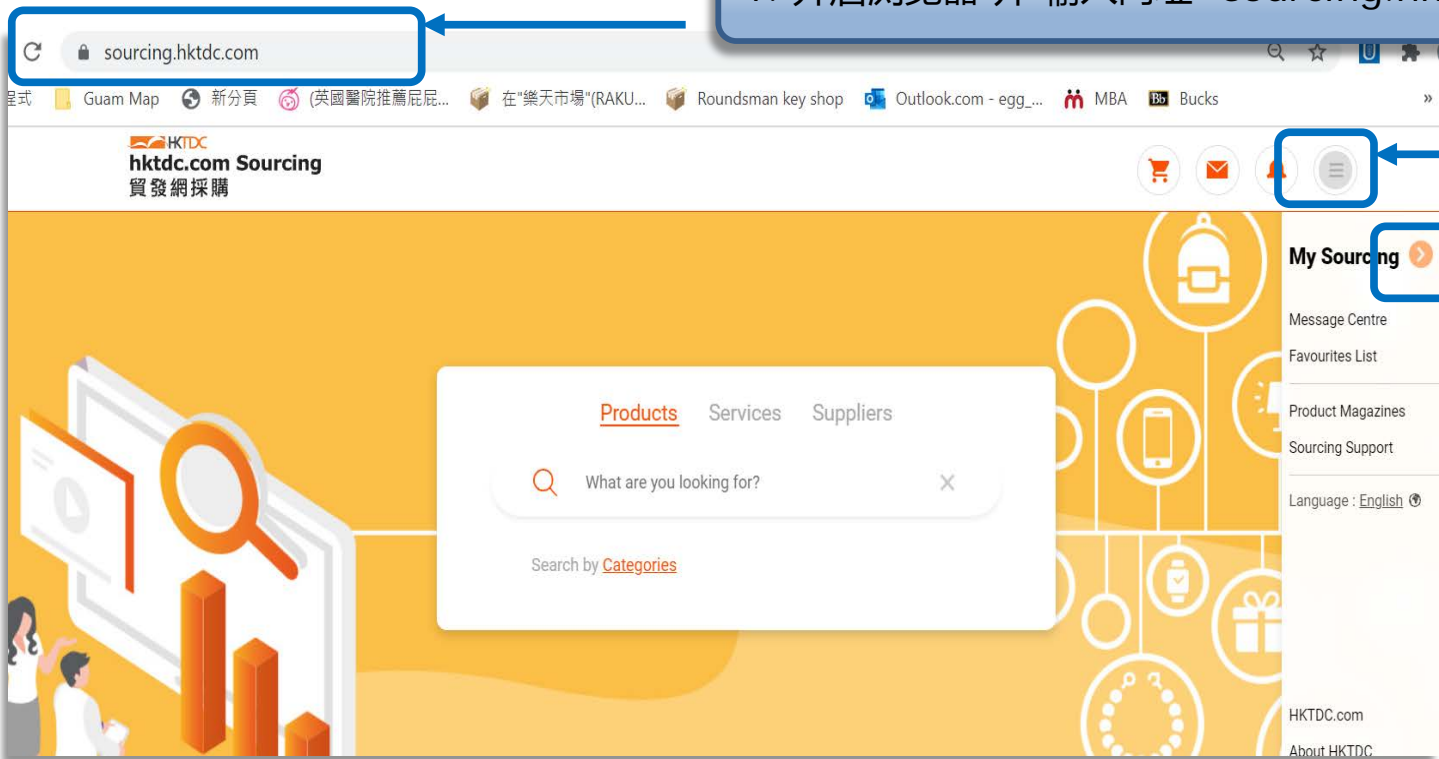 sourcing.hktdc.com
Guam Map 新分頁 (英國醫院推薦屁屁... 在"樂天市場"(RAKU... Roundsman key shop Outlook.com - egg_... MBA Bb Bucks »
HKTDC
hktdc.com Sourcing
貿發網採購
My Sourcing
Message Centre
Favourites List
Product Magazines
Sourcing Support
Language : English
Products Services Suppliers
What are you looking for?
Search by Categories
HKTDC.com
About HKTDC